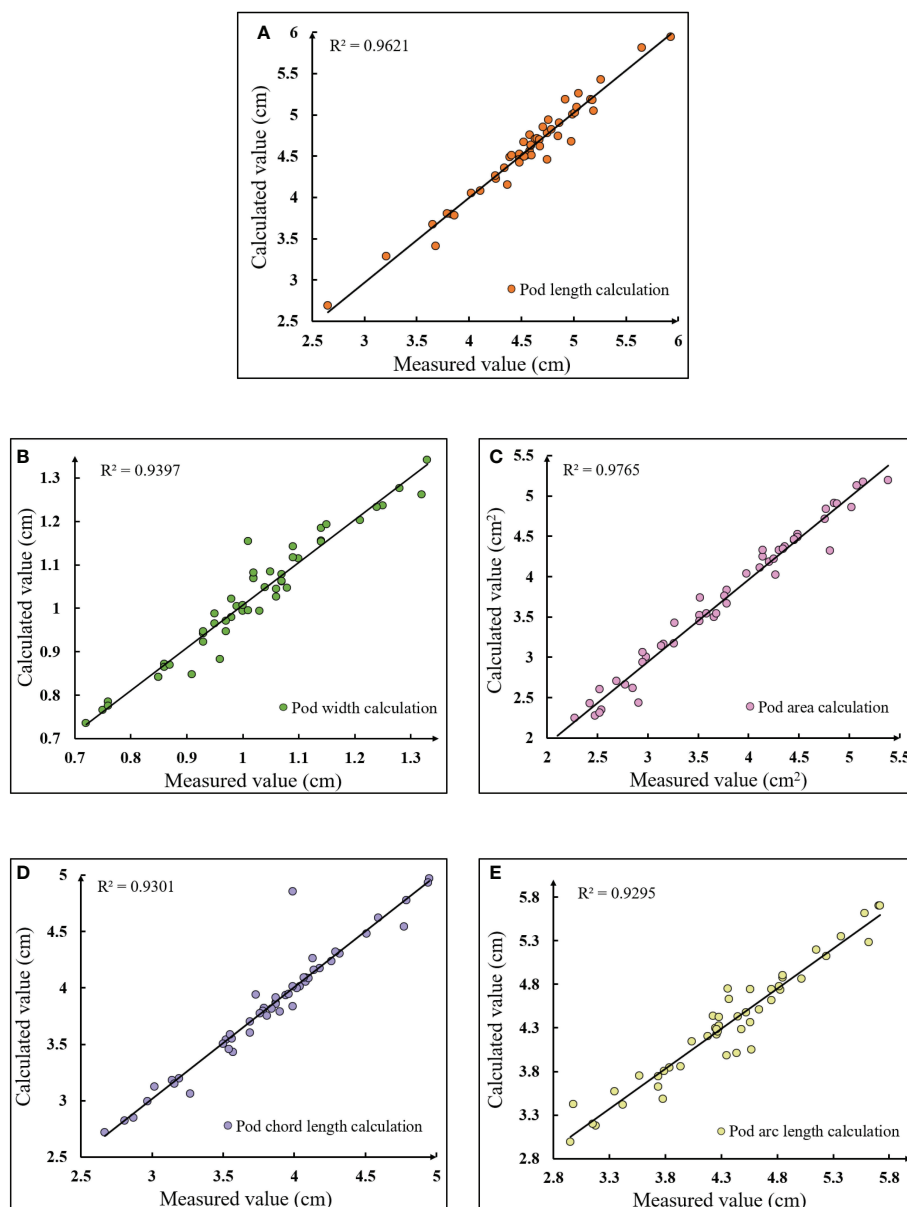 A
R² = 0.9621
6
5.5
5
4.5
4
3.5
3
2.5
Calculated value (cm)
Pod length calculation
2.5 3 3.5 4 4.5 5 5.5 6
Measured value (cm)
B
R² = 0.9397
1.3
1.2
1.1
1
0.9
0.8
0.7
Calculated value (cm)
Pod width calculation
0.7 0.8 0.9 1 1.1 1.2 1.3
Measured value (cm)
C
R² = 0.9765
5.5
5
4.5
4
3.5
3
2.5
2
Calculated value (cm²)
Pod area calculation
2 2.5 3 3.5 4 4.5 5 5.5
Measured value (cm²)
D
R² = 0.9301
5
4.5
4
3.5
3
2.5
Calculated value (cm)
Pod chord length calculation
2.5 3 3.5 4 4.5 5
Measured value (cm)
E
R² = 0.9295
5.8
5.3
4.8
4.3
3.8
3.3
2.8
Calculated value (cm)
Pod arc length calculation
2.8 3.3 3.8 4.3 4.8 5.3 5.8
Measured value (cm)